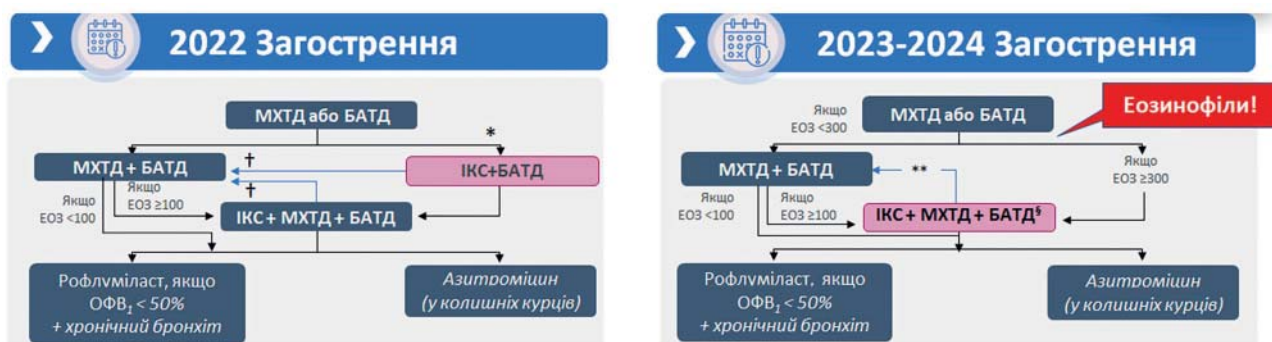 2022 Загострення
МХТД або БАТД
*
†
МХТД + БАТД
ІКС+БАТД
†
Якщо
ЕОЗ <100
Якщо
ЕОЗ ≥100
ІКС + МХТД + БАТД
Рофлуміласт, якщо
ОФВ₁ < 50%
+ хронічний бронхіт
Азитроміцин
(у колишніх курців)
2023-2024 Загострення
Якщо
ЕОЗ <300
МХТД або БАТД
Еозинофіли!
МХТД + БАТД
**
Якщо
ЕОЗ ≥300
Якщо
ЕОЗ <100
Якщо
ЕОЗ ≥100
ІКС + МХТД + БАТД§
Рофлуміласт, якщо
ОФВ₁ < 50%
+ хронічний бронхіт
Азитроміцин
(у колишніх курців)